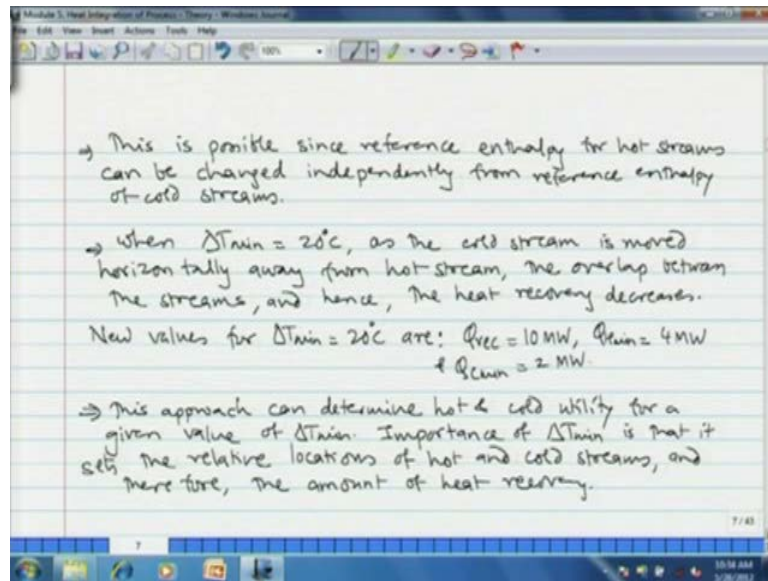 Module 5. Heat Integration of Process - Theory - Windows Journal
File Edit View Insert Actions Tools Help
100%
→ This is possible since reference enthalpy for hot streams
can be changed independently from reference enthalpy
of cold streams.
→ when ΔTmin = 20°C, as the cold stream is moved
horizontally away from hot stream, the overlap between
the streams, and hence, the heat recovery decreases.
New values for ΔTmin = 20°C are: Qrec = 10 MW, QHmin = 4 MW
& QCmin = 2 MW.
⇒ This approach can determine hot & cold utility for a
given value of ΔTmin. Importance of ΔTmin is that it
sets the relative locations of hot and cold streams, and
therefore, the amount of heat recovery.
7 / 43
7
10:54 AM